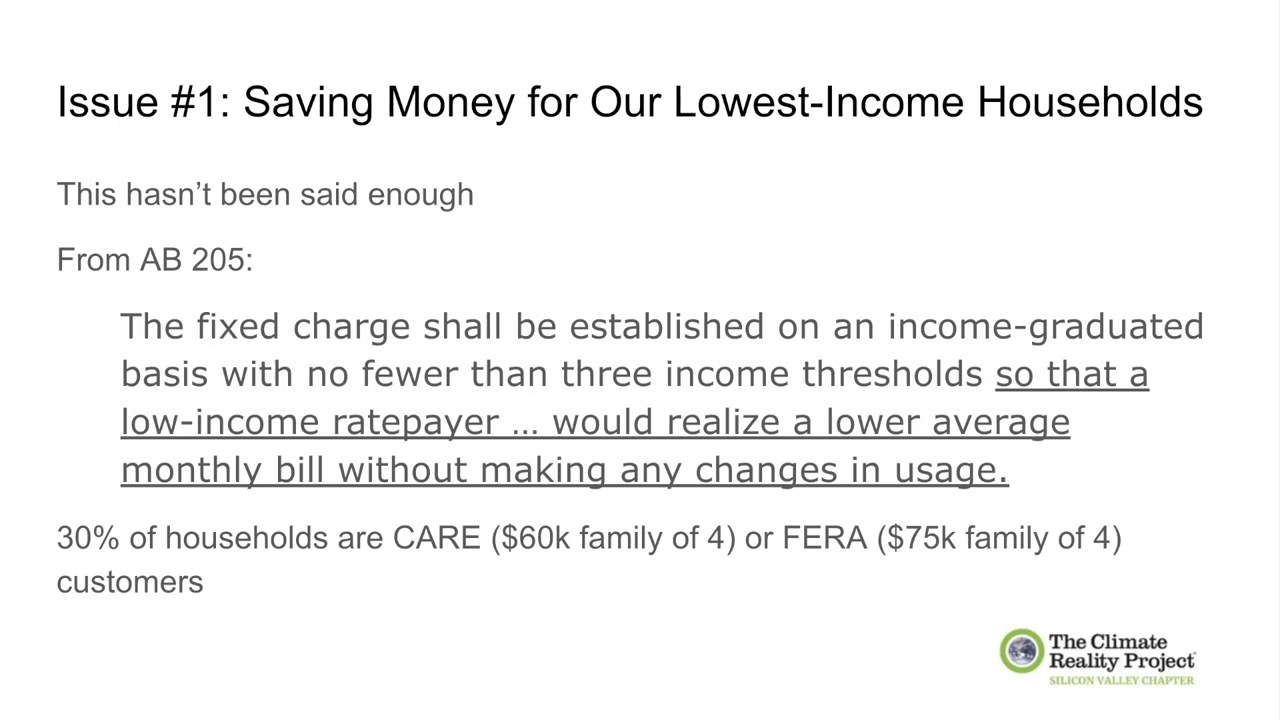 Issue #1: Saving Money for Our Lowest-Income Households
This hasn’t been said enough
From AB 205:
The fixed charge shall be established on an income-graduated
basis with no fewer than three income thresholds so that a
low-income ratepayer … would realize a lower average
monthly bill without making any changes in usage.
30% of households are CARE ($60k family of 4) or FERA ($75k family of 4)
customers
The Climate
Reality Project
SILICON VALLEY CHAPTER